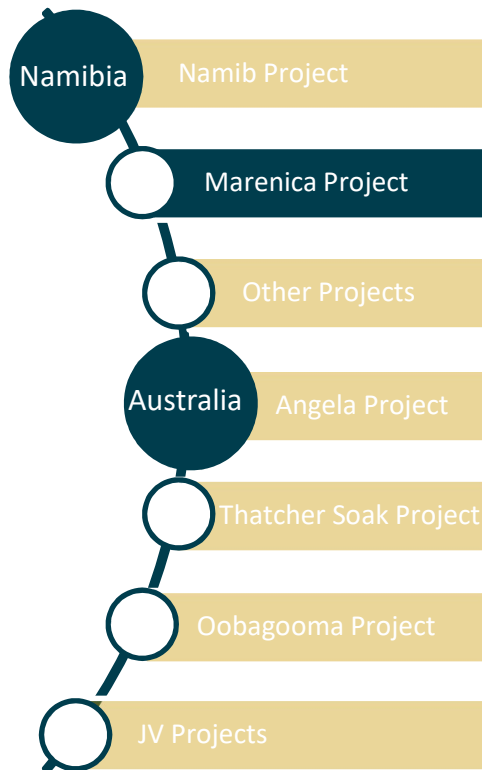 Namibia
Namib Project
Marenica Project
Other Projects
Australia
Angela Project
Thatcher Soak Project
Oobagooma Project
JV Projects